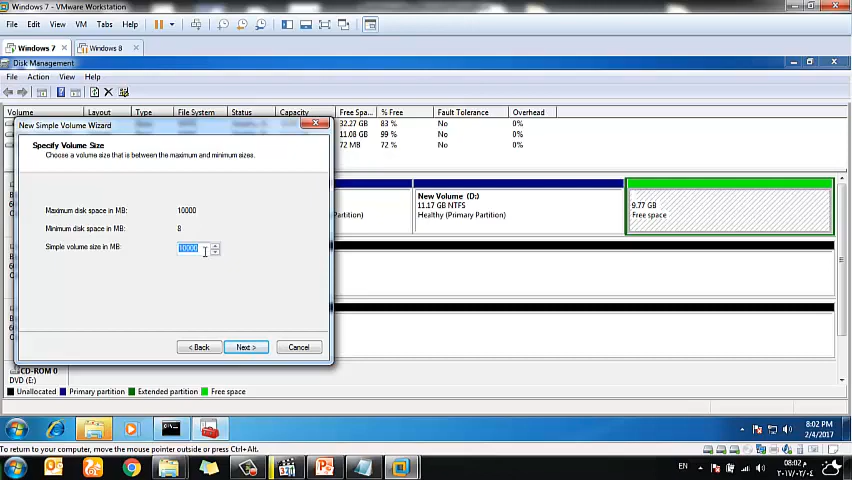 Windows 7 - VMware Workstation
File Edit View VM Tabs Help
Windows 7 Windows 8
Disk Management
File Action View Help
Volume Layout Type File System Status Capacity Free Spa... % Free Fault Tolerance Overhead
32.27 GB 83 % No 0%
11.08 GB 99 % No 0%
72 MB 72 % No 0%
New Simple Volume Wizard
Specify Volume Size
Choose a volume size that is between the maximum and minimum sizes.
Maximum disk space in MB: 10000
Minimum disk space in MB: 8
Simple volume size in MB: 10000
< Back Next > Cancel
Partition)
New Volume (D:)
11.17 GB NTFS
Healthy (Primary Partition)
9.77 GB
Free space
CD-ROM 0
DVD (E:)
Unallocated Primary partition Extended partition Free space
8:02 PM
2/4/2017
To return to your computer, move the mouse pointer outside or press Ctrl+Alt.
EN
08:02 م
٢٠١٧/٠٢/٠٤